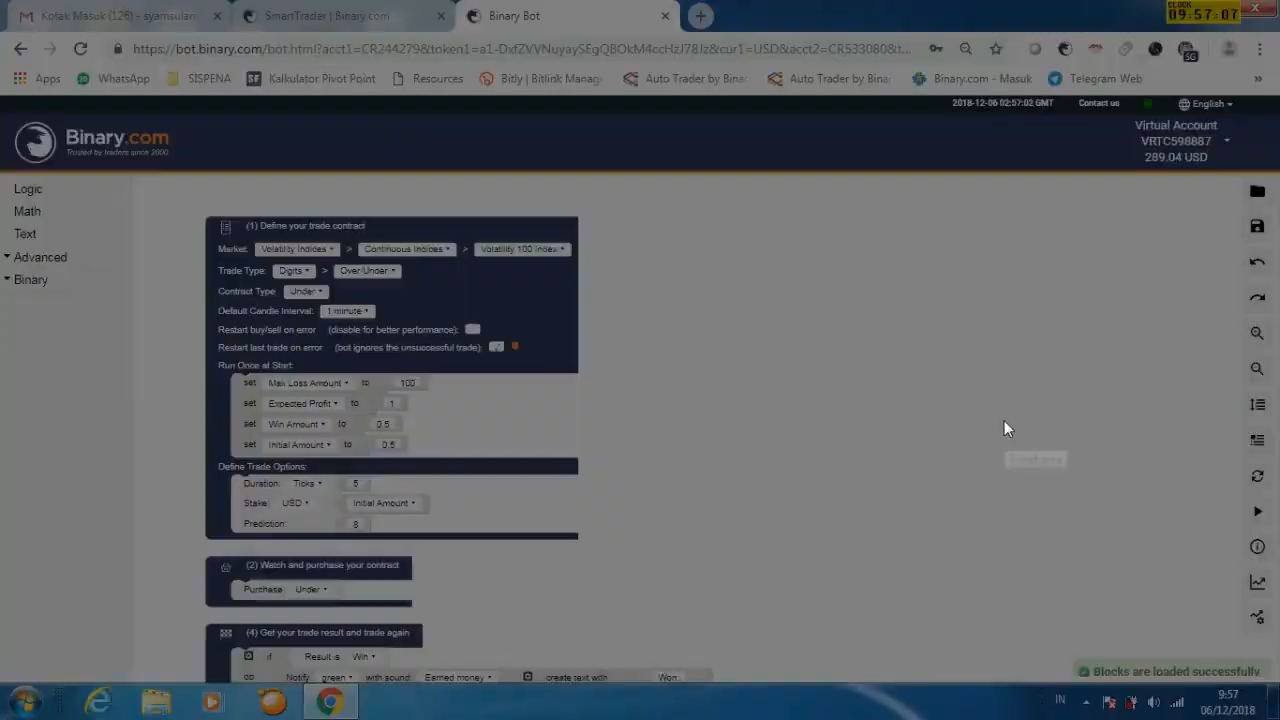 Kotak Masuk (126) - syamsulam
SmartTrader | Binary.com
Binary Bot
CLOCK
09:57:07
https://bot.binary.com/bot.html?acct1=CR244279&token1=
&cur1=USD&acct2=CR533080&t...
Apps
WhatsApp
SISPENA
Kalkulator Pivot Point
Resources
Bitly | Bitlink Manag
Auto Trader by Bina
Auto Trader by Bina
Binary.com - Masuk
Telegram Web
»
SG
2018-12-06 02:57:02 GMT
Contact us
English
Binary.com
Trusted by traders since 2000
Virtual Account
VRTC598887
289.04 USD
Logic
Math
Text
Advanced
Binary
(1) Define your trade contract
Market: Volatility Indices > Continuous Indices > Volatility 100 Index
Trade Type: Digits > Over/Under
Contract Type: Under
Default Candle Interval: 1 minute
Restart buy/sell on error (disable for better performance):
Restart last trade on error (bot ignores the unsuccessful trade):
Run Once at Start:
set Max Loss Amount to 100
set Expected Profit to 1
set Win Amount to 0.5
set Initial Amount to 0.5
Define Trade Options:
Duration: Ticks 5
Stake: USD Initial Amount
Prediction: 8
(2) Watch and purchase your contract
Purchase Under
(4) Get your trade result and trade again
if Result is Win
do Notify green with sound: Earned money create text with Won:
Blocks are loaded successfully
IN
9:57
06/12/2018